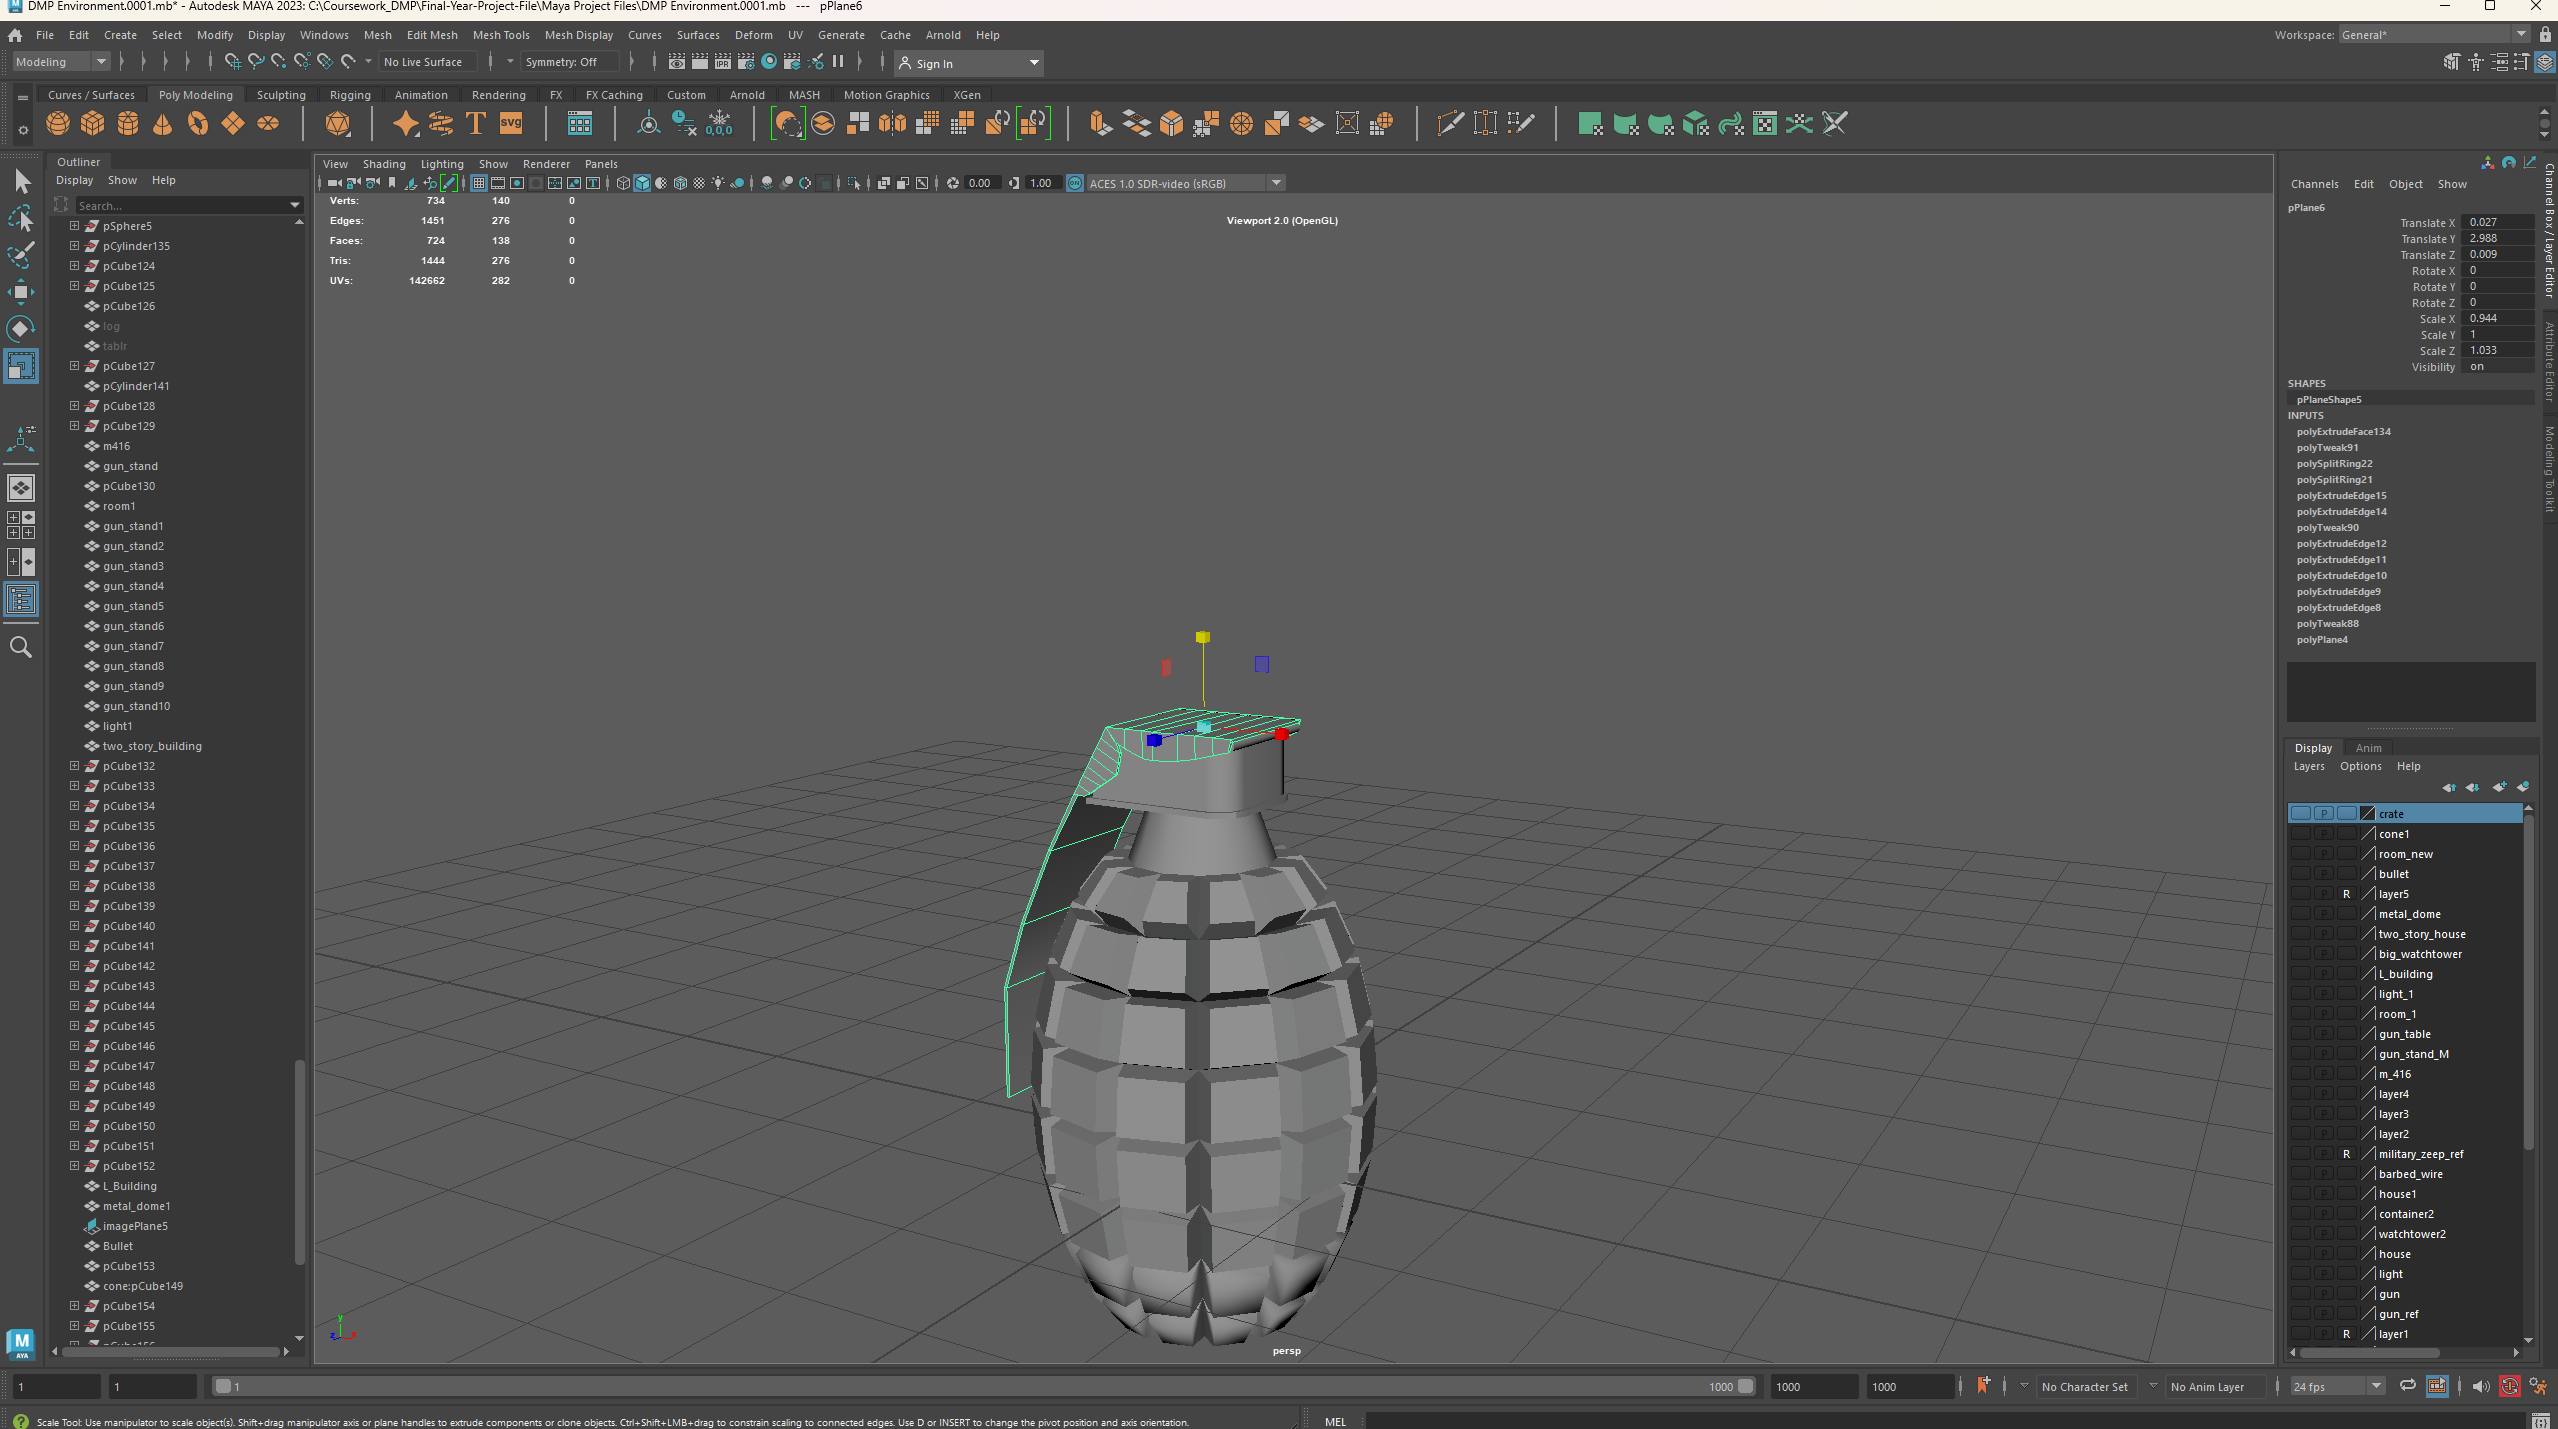 DMP Environment.0001.mb* - Autodesk MAYA 2023: C:\Coursework_DMP\Final-Year-Project-File\Maya Project Files\DMP Environment.0001.mb --- pPlane6
File Edit Create Select Modify Display Windows Mesh Edit Mesh Mesh Tools Mesh Display Curves Surfaces Deform UV Generate Cache Arnold Help
Workspace: General*
Modeling
No Live Surface
Symmetry: Off
IPR
Sign In
Curves / Surfaces Poly Modeling Sculpting Rigging Animation Rendering FX FX Caching Custom Arnold MASH Motion Graphics XGen
T
SVG
0,0,0
Outliner
Display Show Help
Search...
pSphere5
pCylinder135
pCube124
pCube125
pCube126
log
tablr
pCube127
pCylinder141
pCube128
pCube129
m416
gun_stand
pCube130
room1
gun_stand1
gun_stand2
gun_stand3
gun_stand4
gun_stand5
gun_stand6
gun_stand7
gun_stand8
gun_stand9
gun_stand10
light1
two_story_building
pCube132
pCube133
pCube134
pCube135
pCube136
pCube137
pCube138
pCube139
pCube140
pCube141
pCube142
pCube143
pCube144
pCube145
pCube146
pCube147
pCube148
pCube149
pCube150
pCube151
pCube152
L_Building
metal_dome1
imagePlane5
Bullet
pCube153
cone:pCube149
pCube154
pCube155
View Shading Lighting Show Renderer Panels
0.00
1.00
ON
ACES 1.0 SDR-video (sRGB)
Verts: 734 140 0
Edges: 1451 276 0
Faces: 724 138 0
Tris: 1444 276 0
UVs: 142662 282 0
Viewport 2.0 (OpenGL)
persp
y
z
x
Channels Edit Object Show
pPlane6
Translate X 0.027
Translate Y 2.988
Translate Z 0.009
Rotate X 0
Rotate Y 0
Rotate Z 0
Scale X 0.944
Scale Y 1
Scale Z 1.033
Visibility on
SHAPES
pPlaneShape5
INPUTS
polyExtrudeFace134
polyTweak91
polySplitRing22
polySplitRing21
polyExtrudeEdge15
polyExtrudeEdge14
polyTweak90
polyExtrudeEdge12
polyExtrudeEdge11
polyExtrudeEdge10
polyExtrudeEdge9
polyExtrudeEdge8
polyTweak88
polyPlane4
Channel Box / Layer Editor
Attribute Editor
Modeling Toolkit
Display Anim
Layers Options Help
P crate
P cone1
P room_new
P bullet
P R layer5
P metal_dome
P two_story_house
P big_watchtower
P L_building
P light_1
P room_1
P gun_table
P gun_stand_M
P m_416
P layer4
P layer3
P layer2
P R military_zeep_ref
P barbed_wire
P house1
P container2
P watchtower2
P house
P light
P gun
P gun_ref
P R layer1
M
AYA
1
1
1
1000
1000
1000
No Character Set
No Anim Layer
24 fps
Scale Tool: Use manipulator to scale object(s). Shift+drag manipulator axis or plane handles to extrude components or clone objects. Ctrl+Shift+LMB+drag to constrain scaling to connected edges. Use D or INSERT to change the pivot position and axis orientation.
MEL